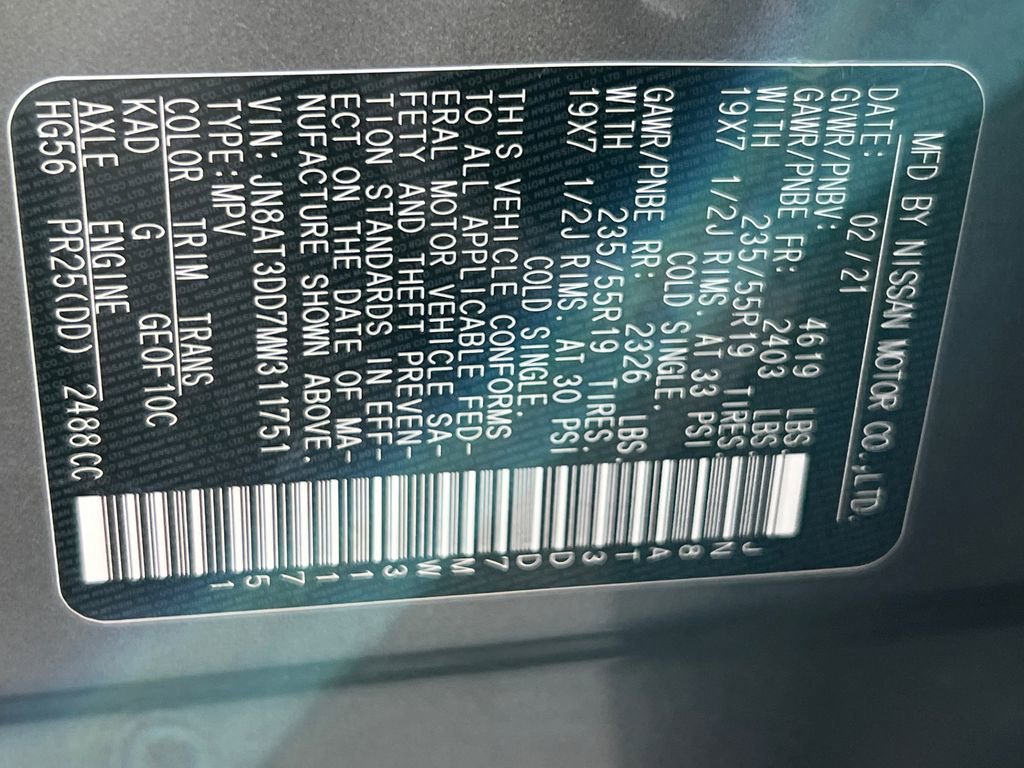 MFD BY NISSAN MOTOR CO.,LTD.
DATE: 02/21
GVWR/PNBV: 4619 LBS.
GAWR/PNBE FR: 2403 LBS.
WITH 235/55R19 TIRES.
19X7 1/2J RIMS. AT 33 PSI
COLD SINGLE.
GAWR/PNBE RR: 2326 LBS.
WITH 235/55R19 TIRES.
19X7 1/2J RIMS. AT 30 PSI
COLD SINGLE.
THIS VEHICLE CONFORMS
TO ALL APPLICABLE FED-
ERAL MOTOR VEHICLE SA-
FETY AND THEFT PREVEN-
TION STANDARDS IN EFF-
ECT ON THE DATE OF MA-
NUFACTURE SHOWN ABOVE.
VIN: JN8AT3DD7MW311751
TYPE:MPV
COLOR TRIM TRANS
KAD G GE0F10C
AXLE ENGINE
HG56 PR25(DD) 2488CC
JN8AT3DD7MW311751